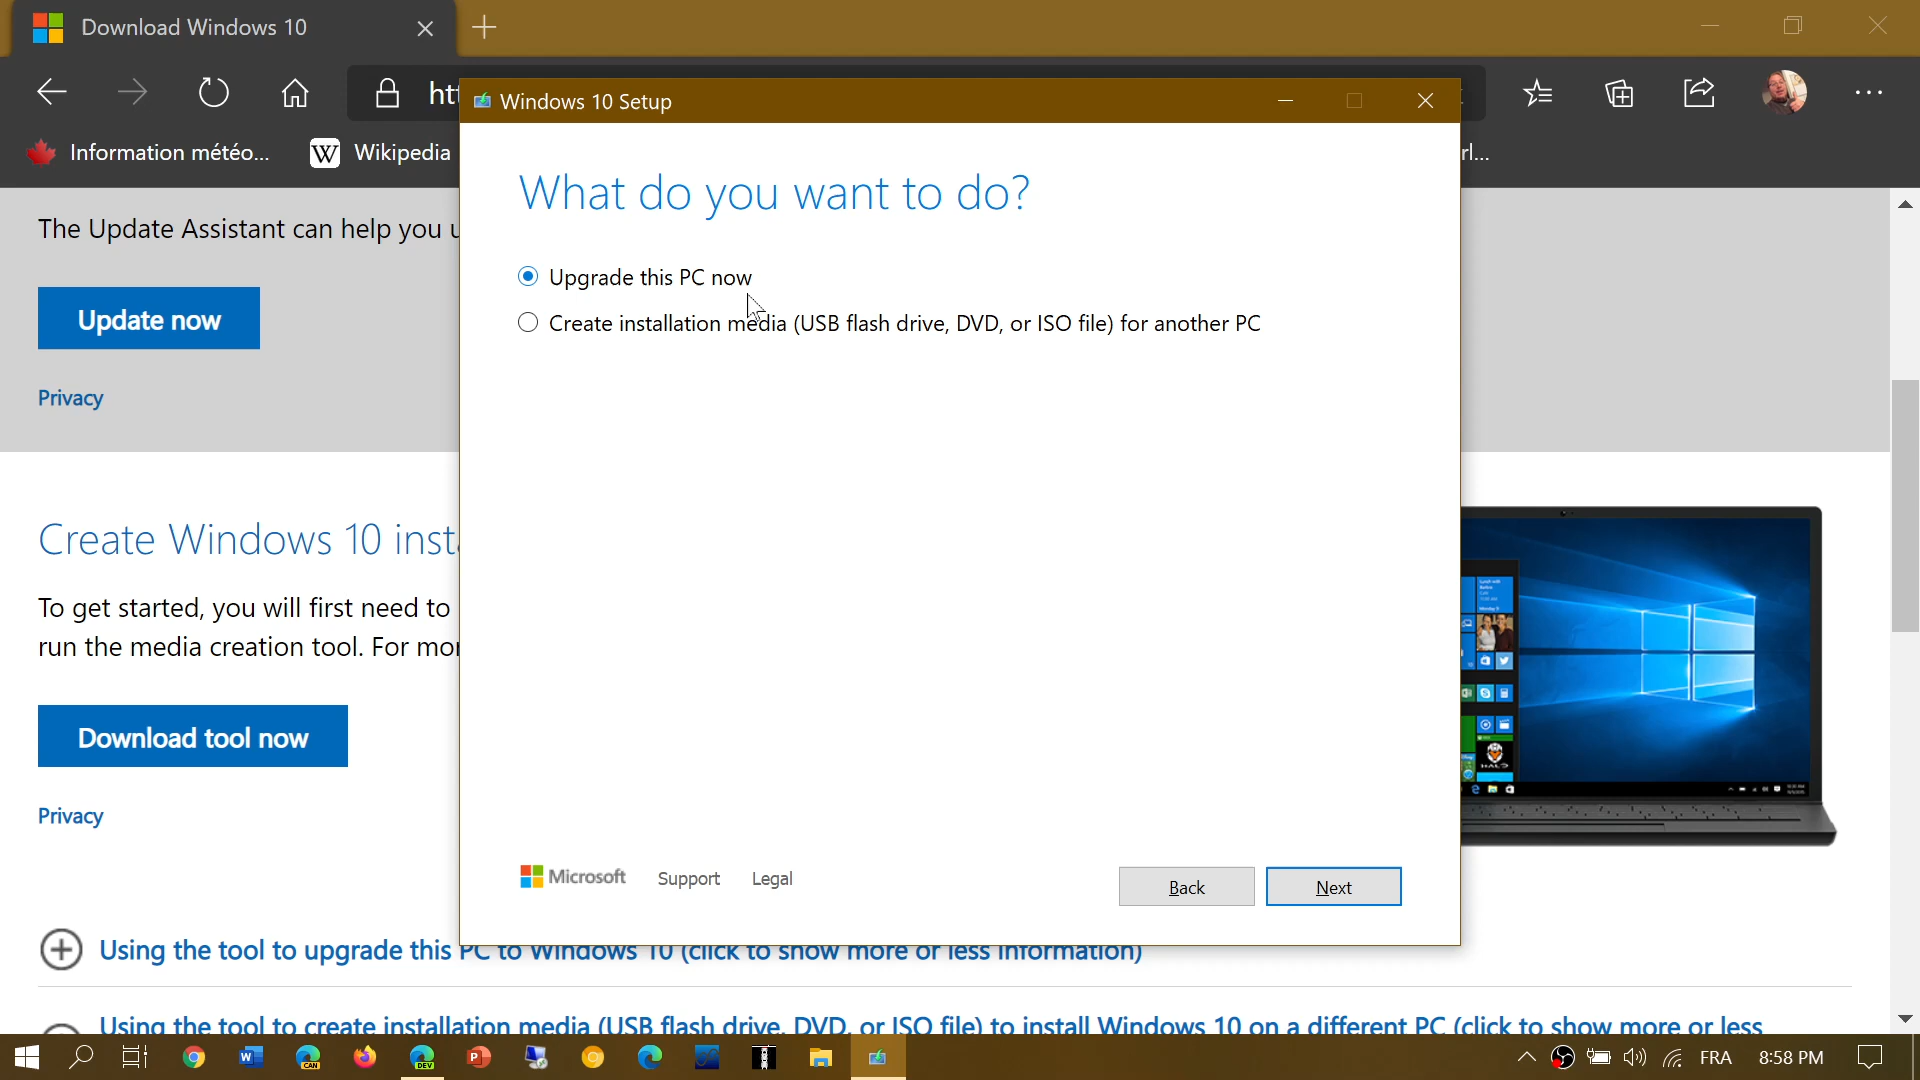 Download Windows 10
Windows 10 Setup
Information météo...
Wikipedia
What do you want to do?
Upgrade this PC now
Create installation media (USB flash drive, DVD, or ISO file) for another PC
The Update Assistant can help you
Update now
Privacy
Create Windows 10
To get started, you will first need to
run the media creation tool. For
Download tool now
Privacy
Microsoft
Support
Legal
Back
Next
Using the tool to upgrade this PC to Windows 10 (click to show more or less information)
Using the tool to create installation media (USB flash drive, DVD, or ISO file) to install Windows 10 on a different PC (click to show more or less
CAN
DEV
FRA
8:58 PM